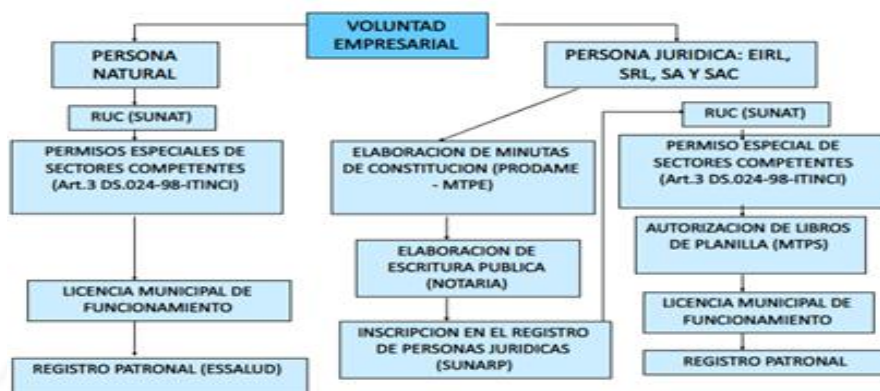 VOLUNTAD
EMPRESARIAL
PERSONA
NATURAL
RUC (SUNAT)
PERMISOS ESPECIALES DE
SECTORES COMPETENTES
(Art.3 DS.024-98-ITINCI)
LICENCIA MUNICIPAL DE
FUNCIONAMIENTO
REGISTRO PATRONAL (ESSALUD)
PERSONA JURIDICA: EIRL,
SRL, SA Y SAC
ELABORACION DE MINUTAS
DE CONSTITUCION (PRODAME
- MTPE)
ELABORACION DE
ESCRITURA PUBLICA
(NOTARIA)
INSCRIPCION EN EL REGISTRO
DE PERSONAS JURIDICAS
(SUNARP)
RUC (SUNAT)
PERMISO ESPECIAL DE
SECTORES COMPETENTES
(Art.3 DS.024-98-ITINCI)
AUTORIZACION DE LIBROS
DE PLANILLA (MTPS)
LICENCIA MUNICIPAL DE
FUNCIONAMIENTO
REGISTRO PATRONAL